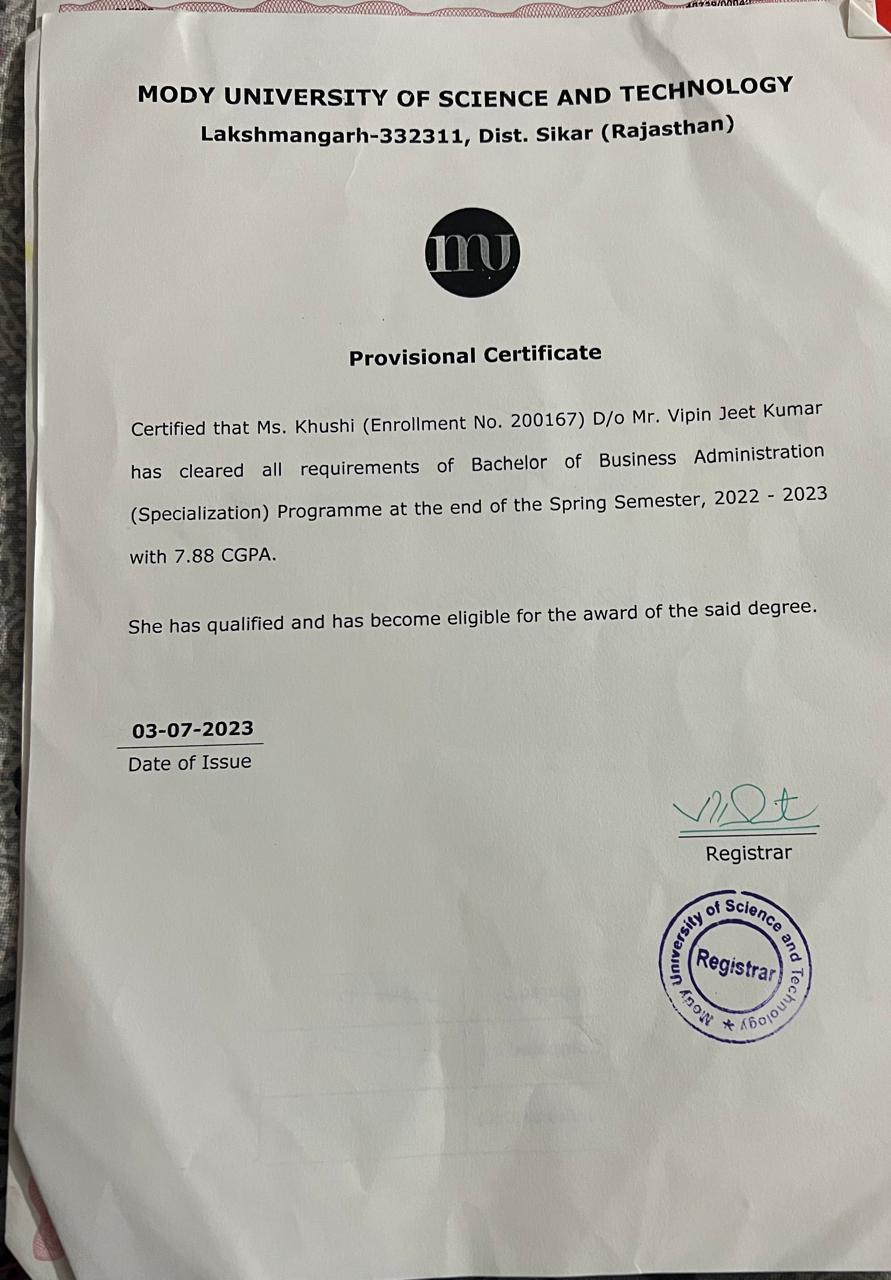 MODY UNIVERSITY OF SCIENCE AND TECHNOLOGY
Lakshmangarh-332311, Dist. Sikar (Rajasthan)
mu
Provisional Certificate
Certified that Ms. Khushi (Enrollment No. 200167) D/o Mr. Vipin Jeet Kumar
has cleared all requirements of Bachelor of Business Administration
(Specialization) Programme at the end of the Spring Semester, 2022 - 2023
with 7.88 CGPA.
She has qualified and has become eligible for the award of the said degree.
03-07-2023
Date of Issue
Registrar
Mody University of Science and Technology *
Registrar